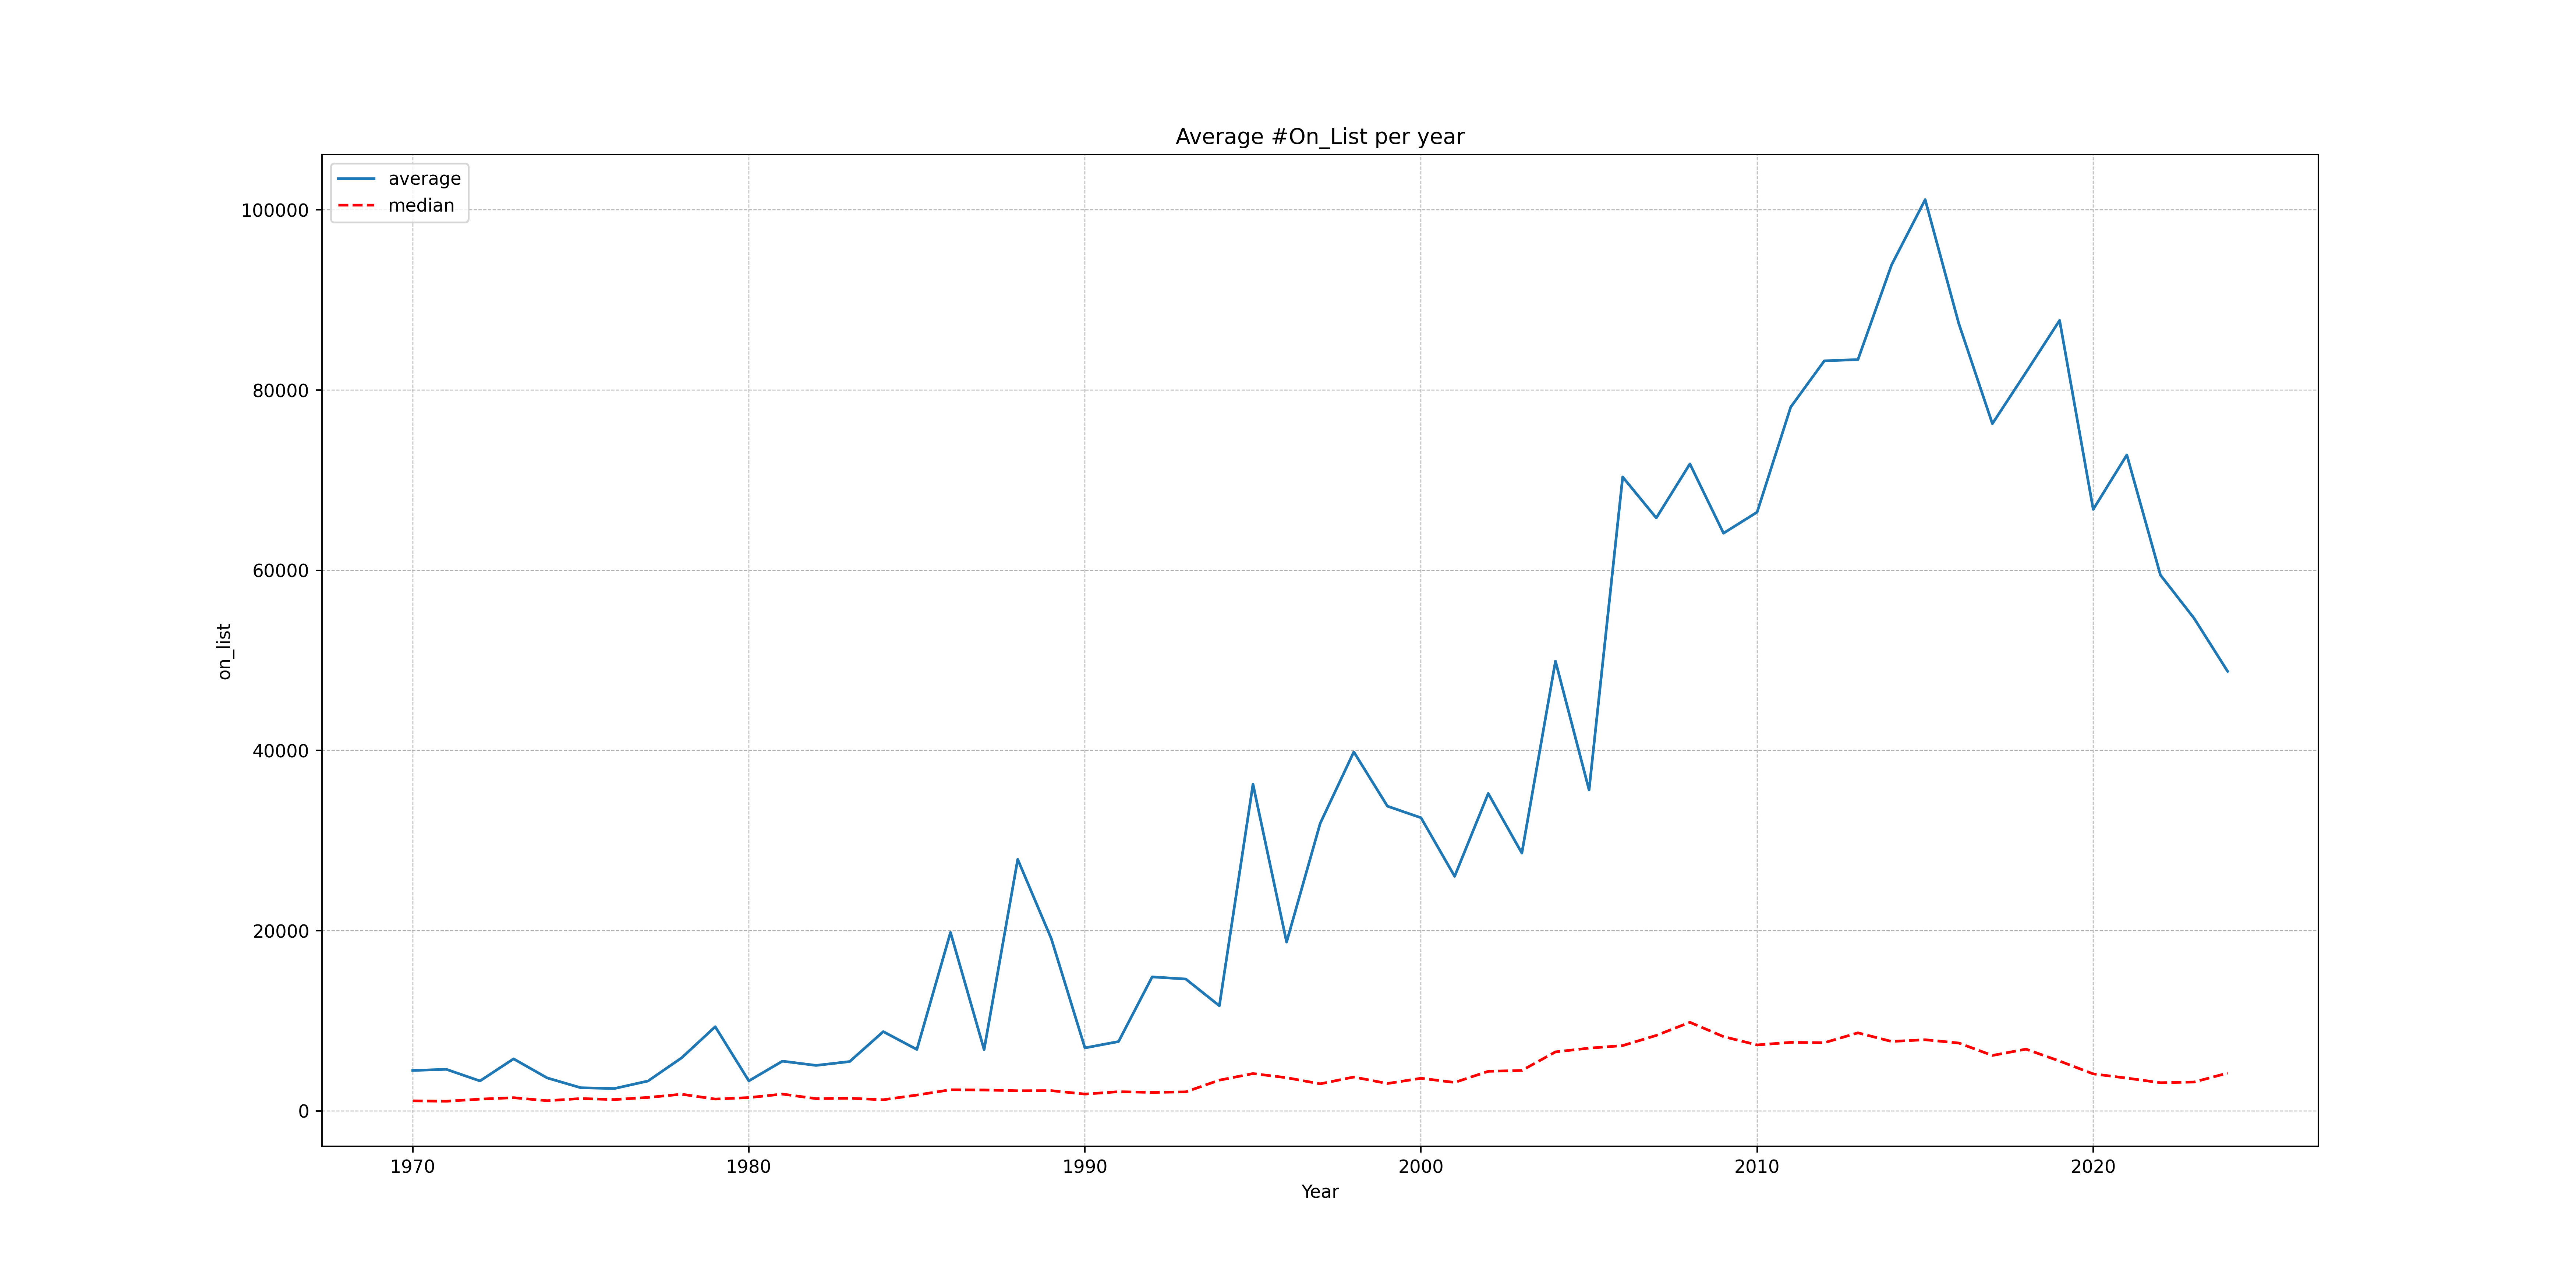 Average #On_List per year
average
median
100000
80000
60000
40000
20000
0
on_list
1970 1980 1990 2000 2010 2020
Year